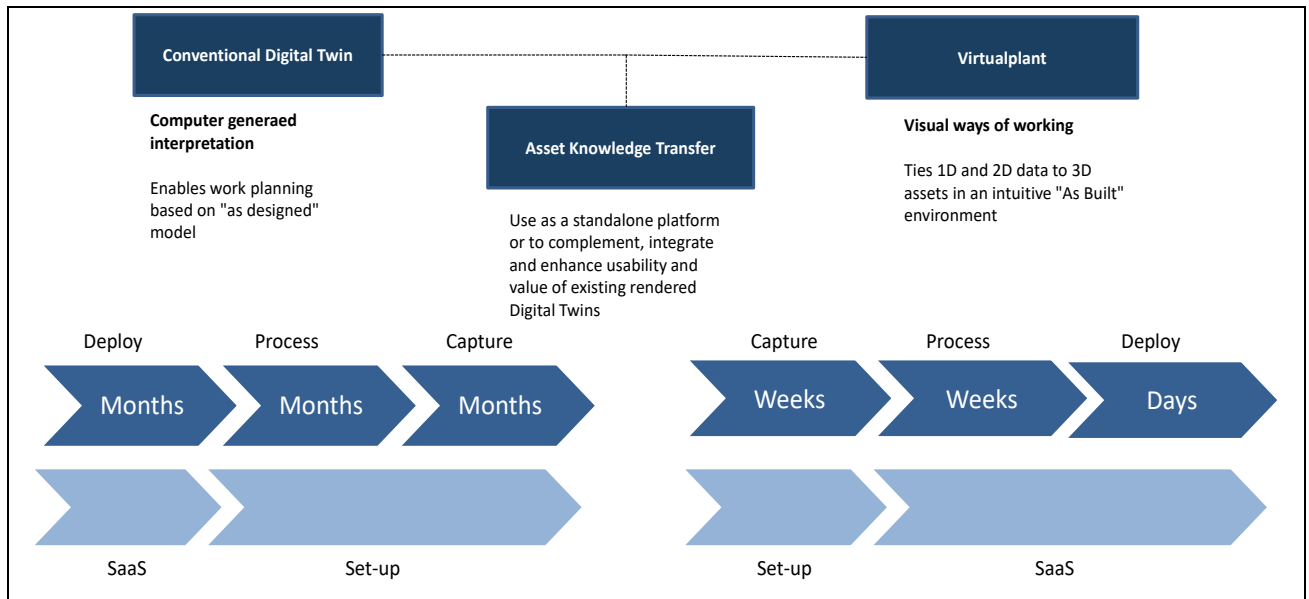 Conventional Digital Twin
Virtualplant
Computer generaed
interpretation
Enables work planning
based on "as designed"
model
Asset Knowledge Transfer
Use as a standalone platform
or to complement, integrate
and enhance usability and
value of existing rendered
Digital Twins
Visual ways of working
Ties 1D and 2D data to 3D
assets in an intuitive "As Built"
environment
Deploy
Process
Capture
Months
Months
Months
SaaS
Set-up
Capture
Process
Deploy
Weeks
Weeks
Days
Set-up
SaaS